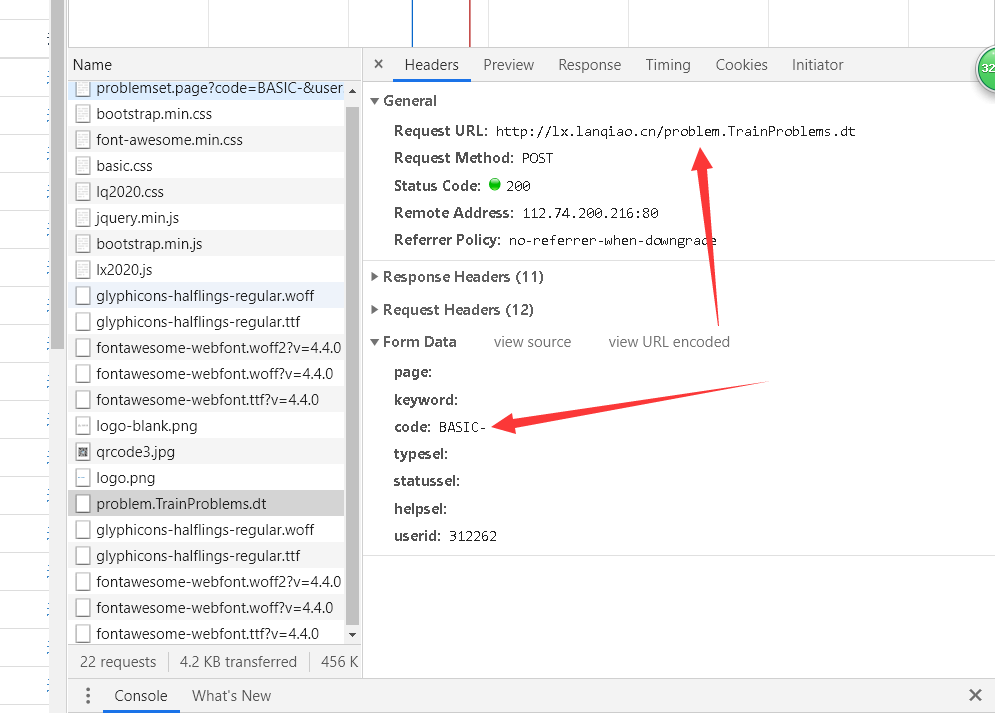 Name
problemset.page?code=BASIC-&user
bootstrap.min.css
font-awesome.min.css
basic.css
lq2020.css
jquery.min.js
bootstrap.min.js
lx2020.js
glyphicons-halflings-regular.woff
glyphicons-halflings-regular.ttf
fontawesome-webfont.woff2?v=4.4.0
fontawesome-webfont.woff?v=4.4.0
fontawesome-webfont.ttf?v=4.4.0
logo-blank.png
qrcode3.jpg
logo.png
problem.TrainProblems.dt
glyphicons-halflings-regular.woff
glyphicons-halflings-regular.ttf
fontawesome-webfont.woff2?v=4.4.0
fontawesome-webfont.woff?v=4.4.0
fontawesome-webfont.ttf?v=4.4.0
22 requests 4.2 KB transferred 456 K
× Headers Preview Response Timing Cookies Initiator
32
General
Request URL: http://lx.lanqiao.cn/problem.TrainProblems.dt
Request Method: POST
Status Code: 200
Remote Address: 112.74.200.216:80
Referrer Policy: no-referrer-when-downgrade
Response Headers (11)
Request Headers (12)
Form Data view source view URL encoded
page:
keyword:
code: BASIC-
typesel:
statussel:
helpsel:
userid: 312262
Console What's New